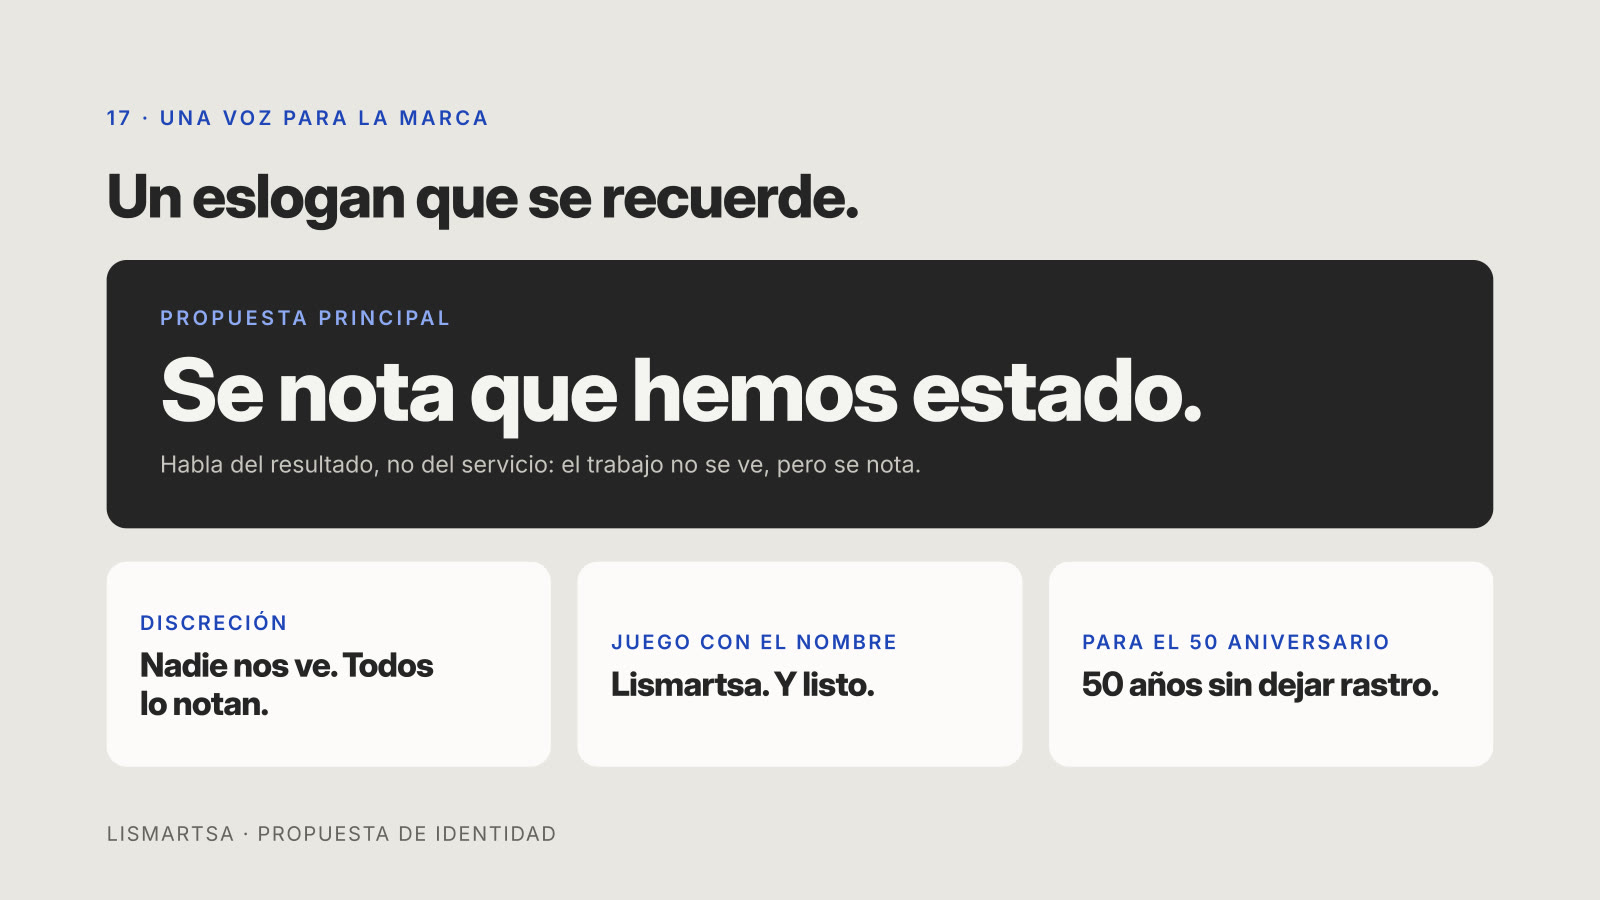 17 · UNA VOZ PARA LA MARCA
Un eslogan que se recuerde.
PROPUESTA PRINCIPAL
Se nota que hemos estado.
Habla del resultado, no del servicio: el trabajo no se ve, pero se nota.
DISCRECIÓN
Nadie nos ve. Todos
lo notan.
JUEGO CON EL NOMBRE
Lismartsa. Y listo.
PARA EL 50 ANIVERSARIO
50 años sin dejar rastro.
LISMARTSA · PROPUESTA DE IDENTIDAD